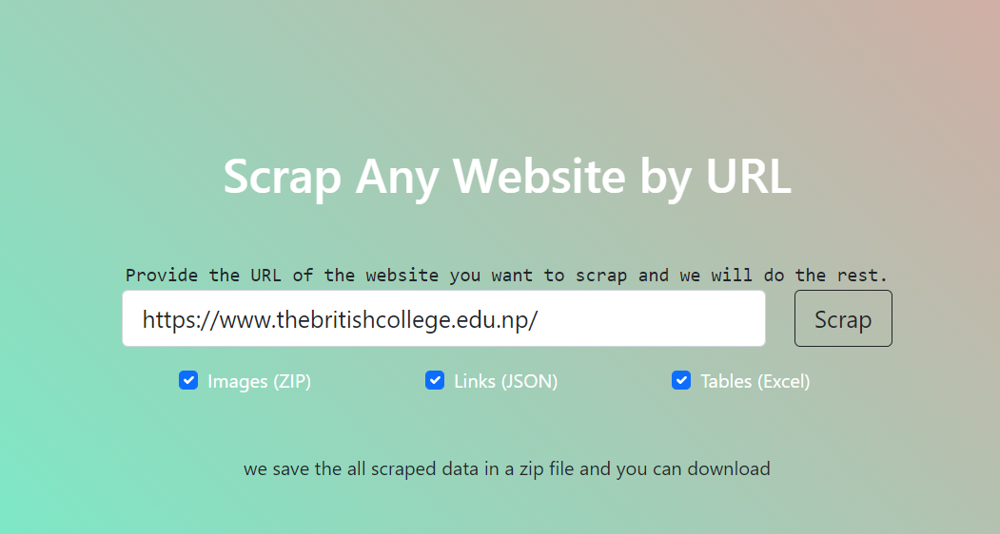 Scrap Any Website by URL
Provide the URL of the website you want to scrap and we will do the rest.
https://www.thebritishcollege.edu.np/
Scrap
Images (ZIP)
Links (JSON)
Tables (Excel)
we save the all scraped data in a zip file and you can download